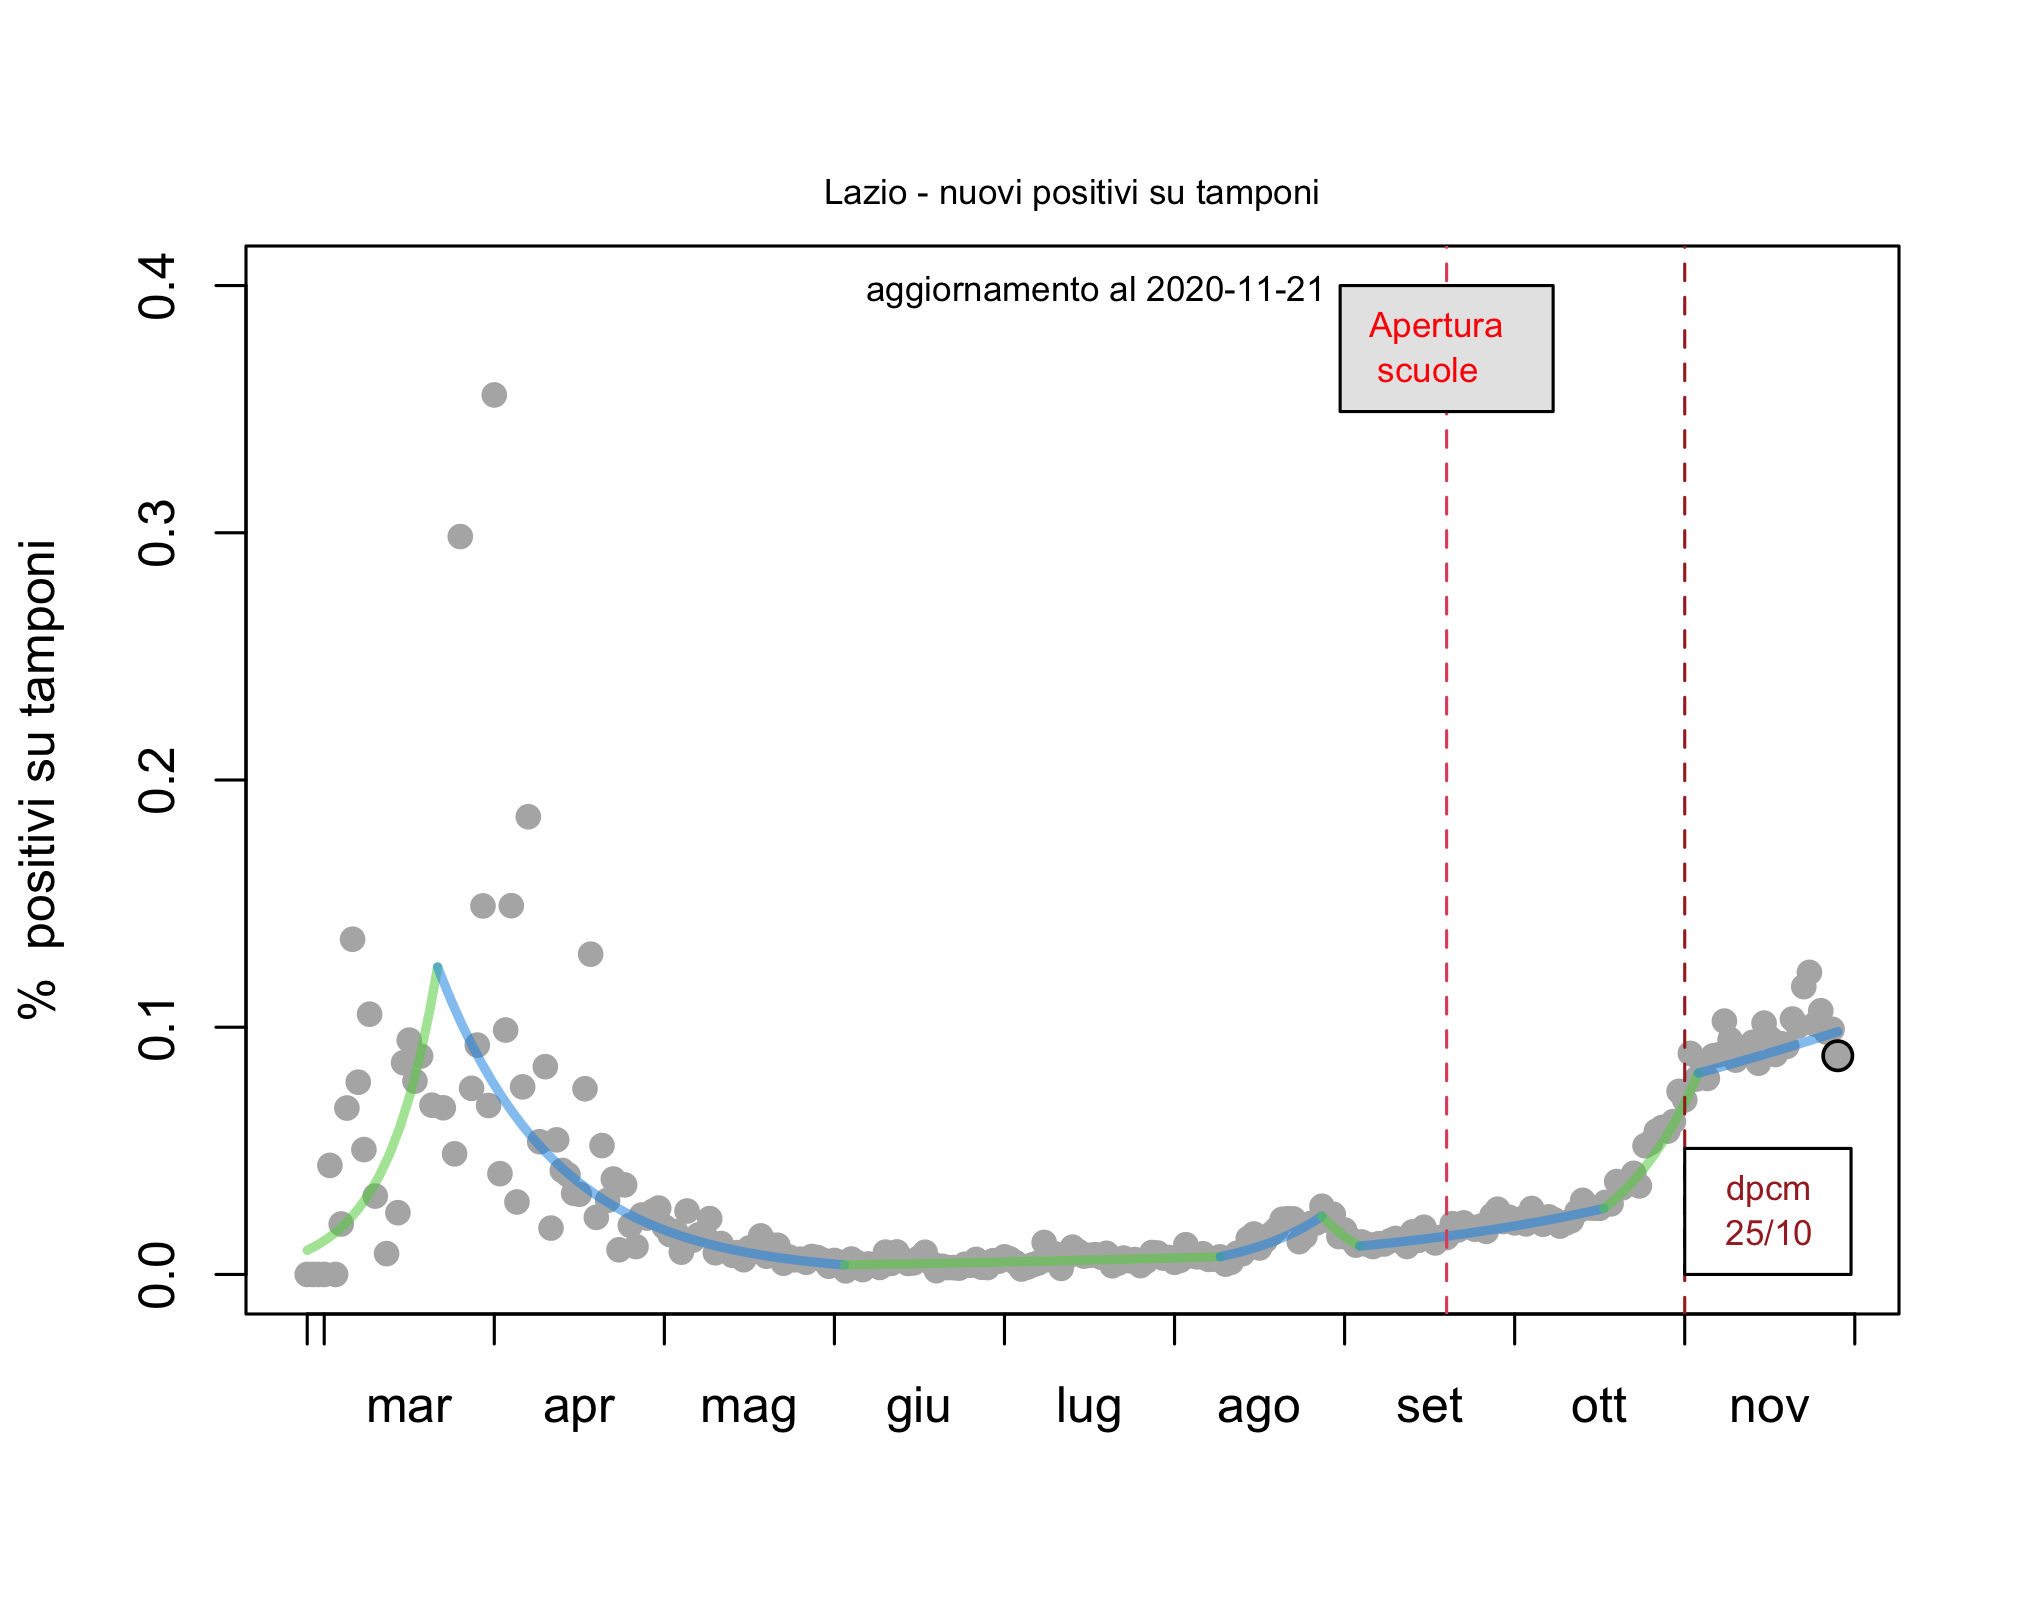 Lazio - nuovi positivi su tamponi
aggiornamento al 2020-11-21
Apertura
scuole
% positivi su tamponi
0.4
0.3
0.2
0.1
0.0
dpcm
25/10
mar apr mag giu lug ago set ott nov